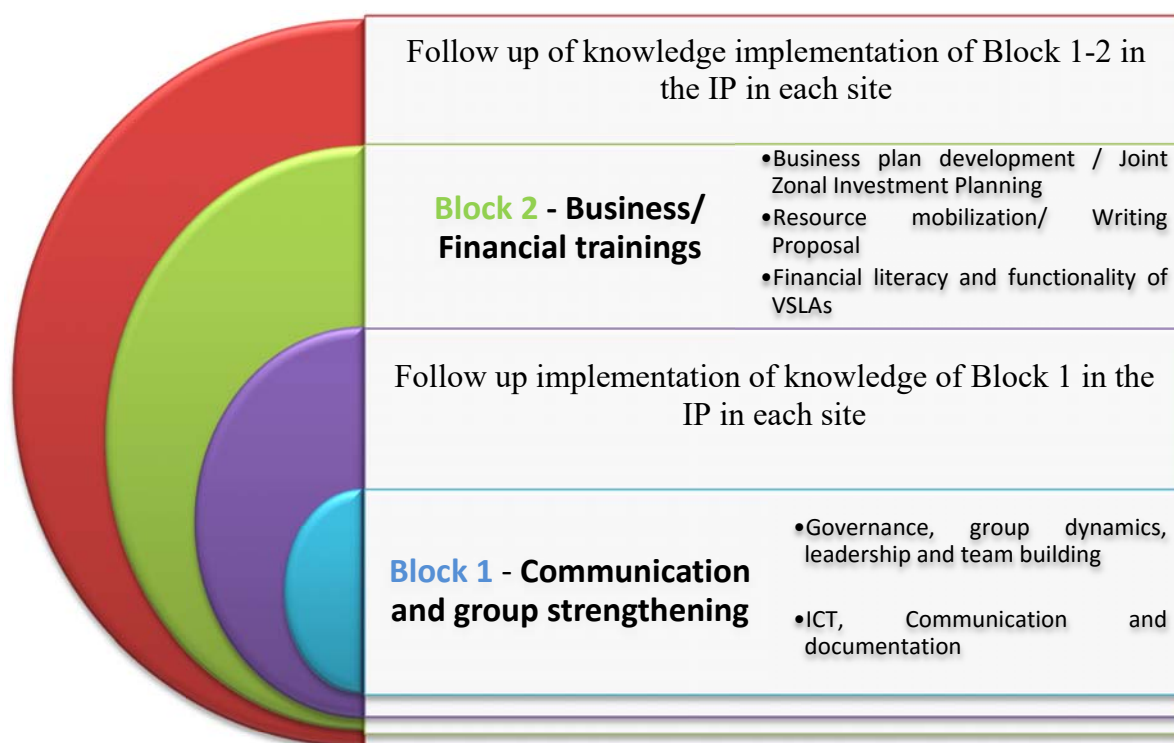 Follow up of knowledge implementation of Block 1-2 in
the IP in each site
Block 2 - Business/
Financial trainings
•Business plan development / Joint
Zonal Investment Planning
•Resource mobilization/ Writing
Proposal
•Financial literacy and functionality of
VSLAs
Follow up implementation of knowledge of Block 1 in the
IP in each site
Block 1 - Communication
and group strengthening
•Governance, group dynamics,
leadership and team building
•ICT, Communication and
documentation